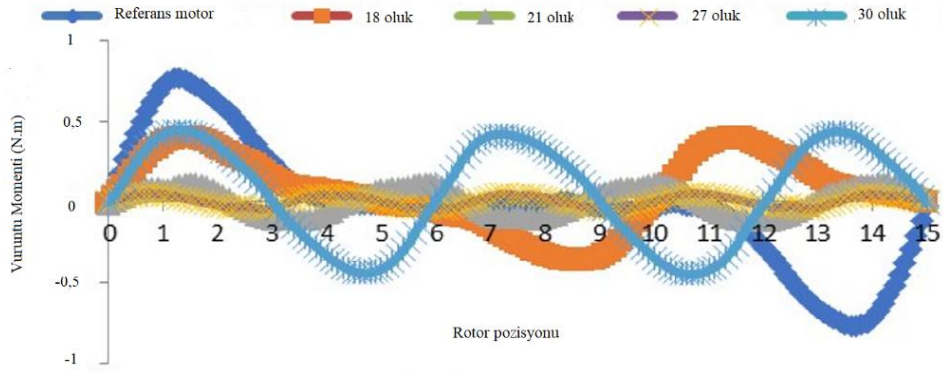 Referans motor 18 oluk 21 oluk 27 oluk 30 oluk
1
0,5
0
-0,5
-1
Vuruntu Momenti (N.m)
0 1 2 3 4 5 6 7 8 9 10 11 12 13 14 15
Rotor pozisyonu